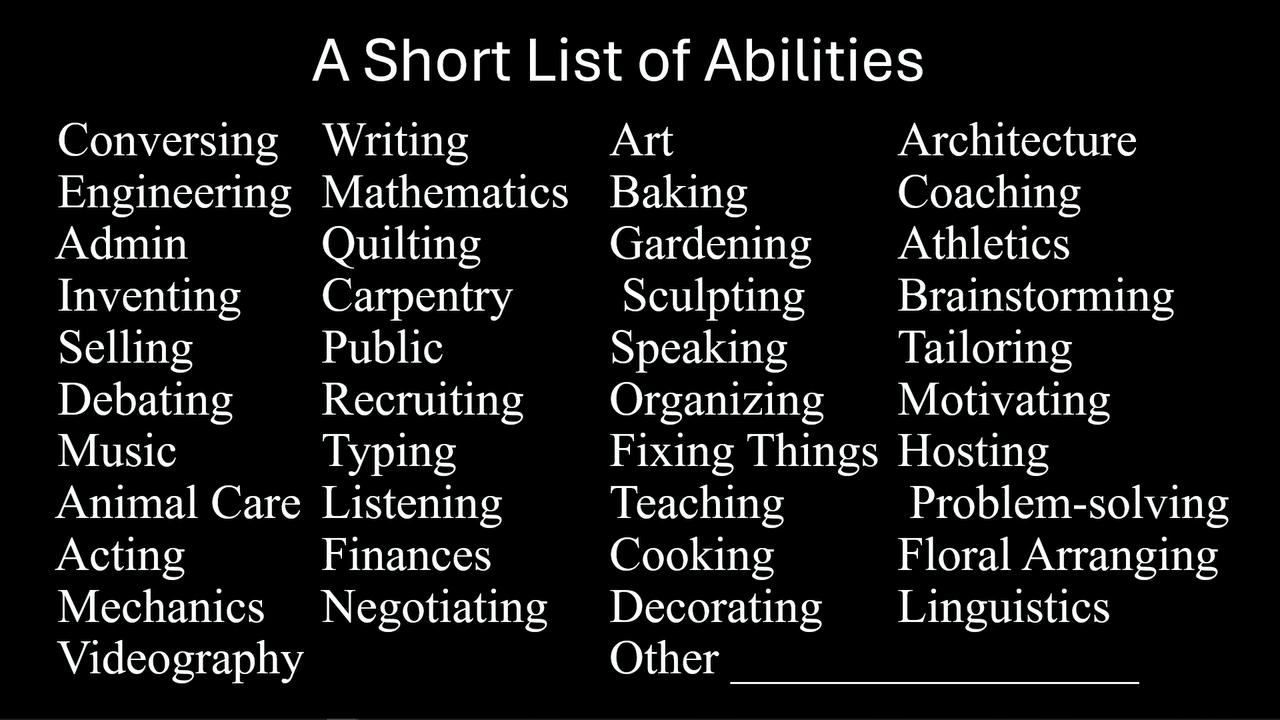 A Short List of Abilities
Conversing Writing Art Architecture
Engineering Mathematics Baking Coaching
Admin Quilting Gardening Athletics
Inventing Carpentry Sculpting Brainstorming
Selling Public Speaking Tailoring
Debating Recruiting Organizing Motivating
Music Typing Fixing Things Hosting
Animal Care Listening Teaching Problem-solving
Acting Finances Cooking Floral Arranging
Mechanics Negotiating Decorating Linguistics
Videography Other ____________________